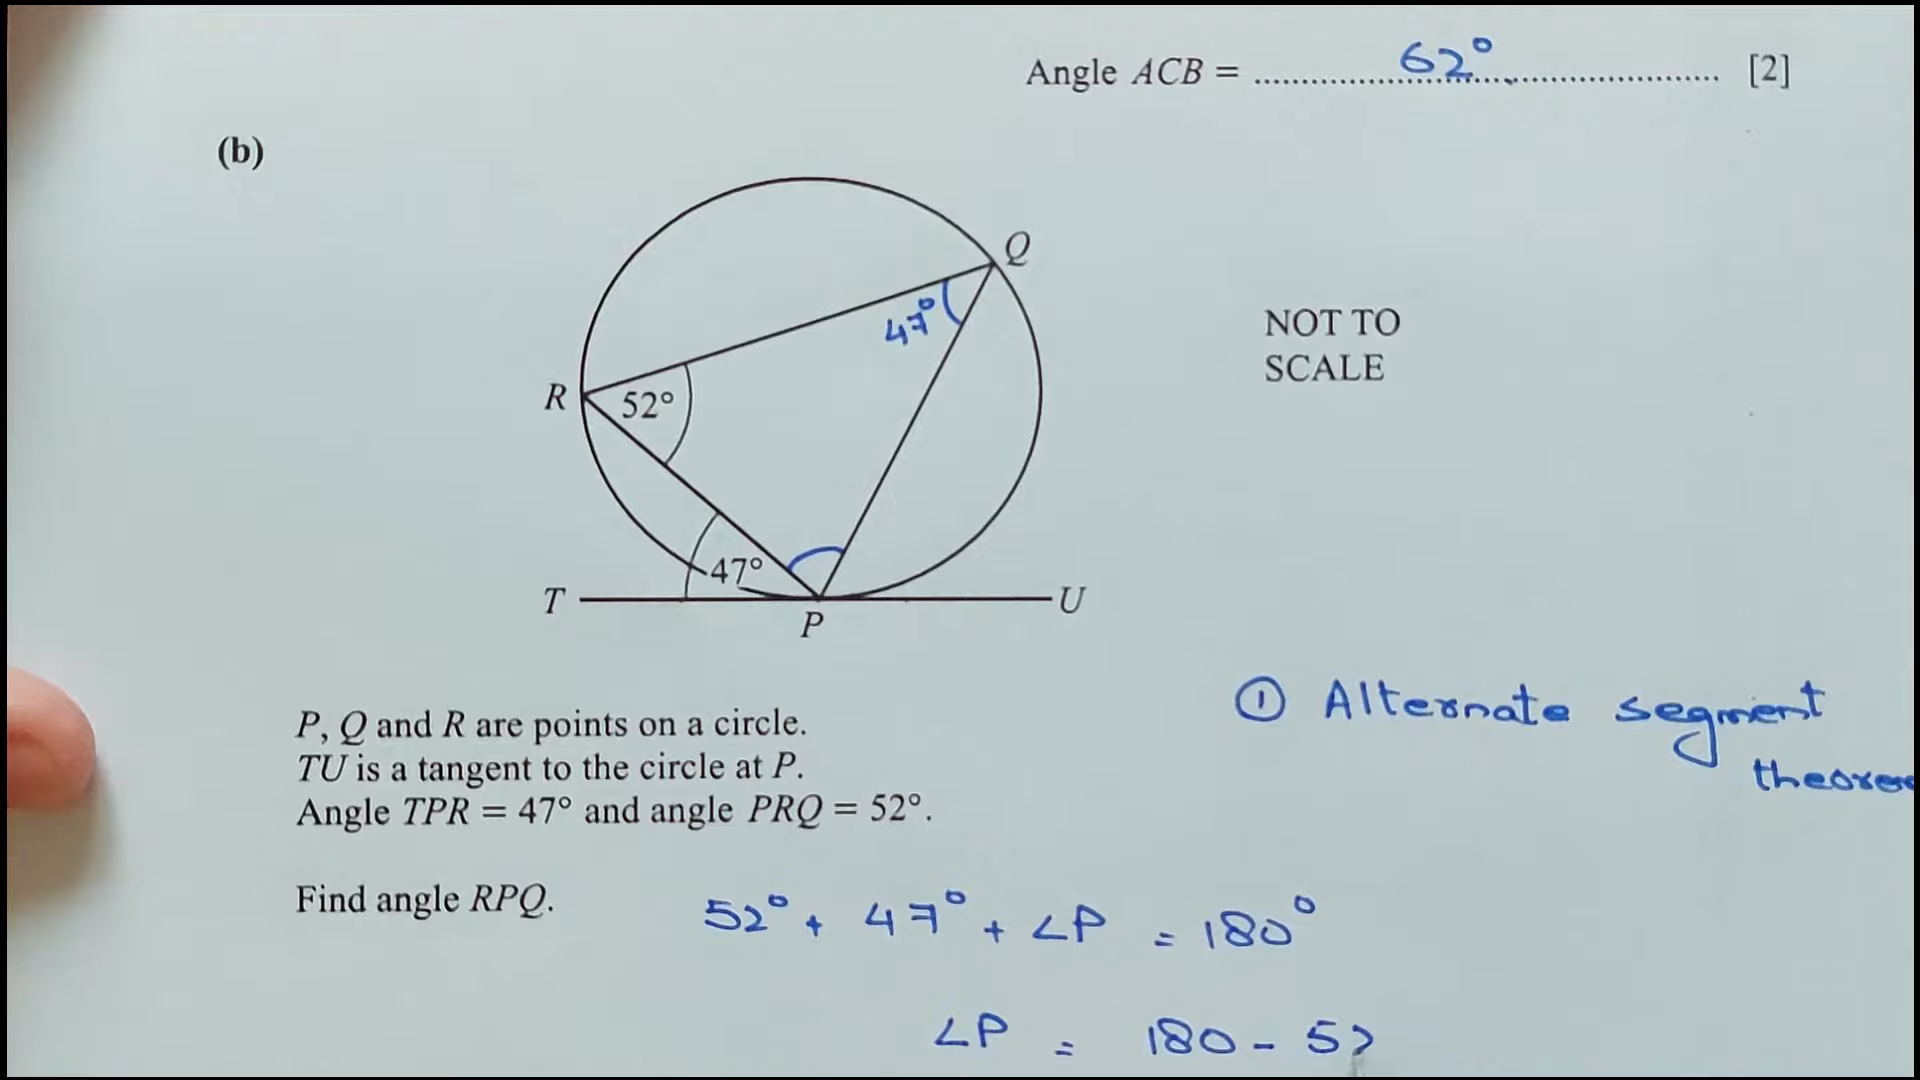 Angle ACB = 62° [2]
(b)
Q
47°
NOT TO
SCALE
R
52°
47°
T
U
P
① Alternate segment
P, Q and R are points on a circle.
TU is a tangent to the circle at P.
Angle TPR = 47° and angle PRQ = 52°.
Find angle RPQ.
52° + 47° + ∠P = 180°
∠P = 180 - 52